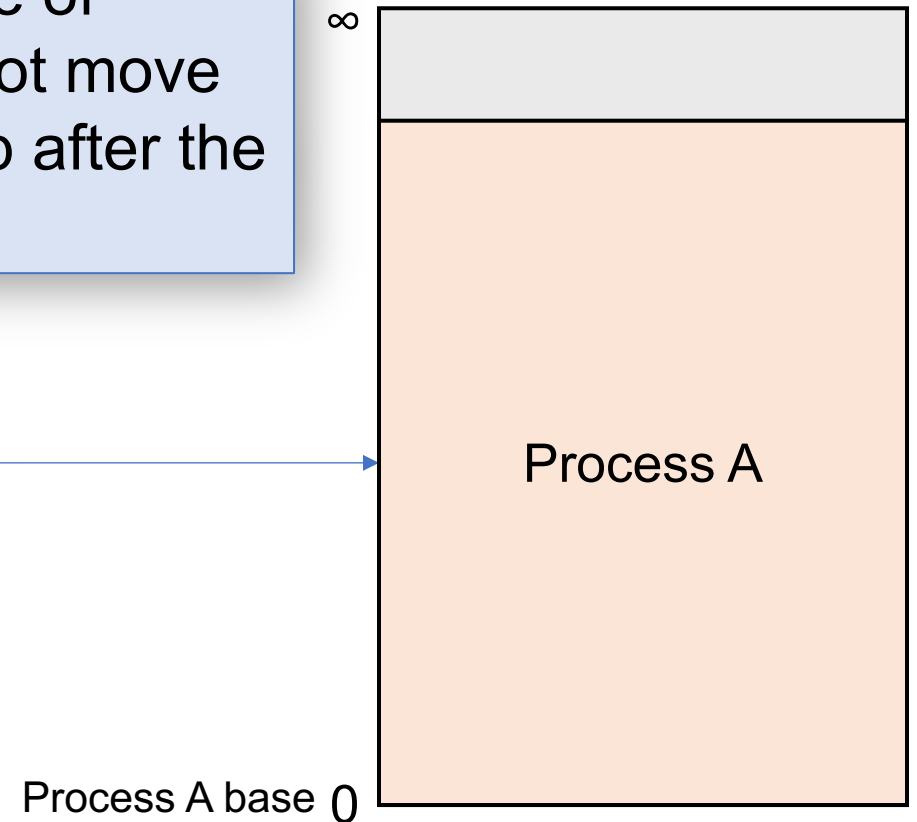 ot move
after the
∞
Process A
Process A base 0